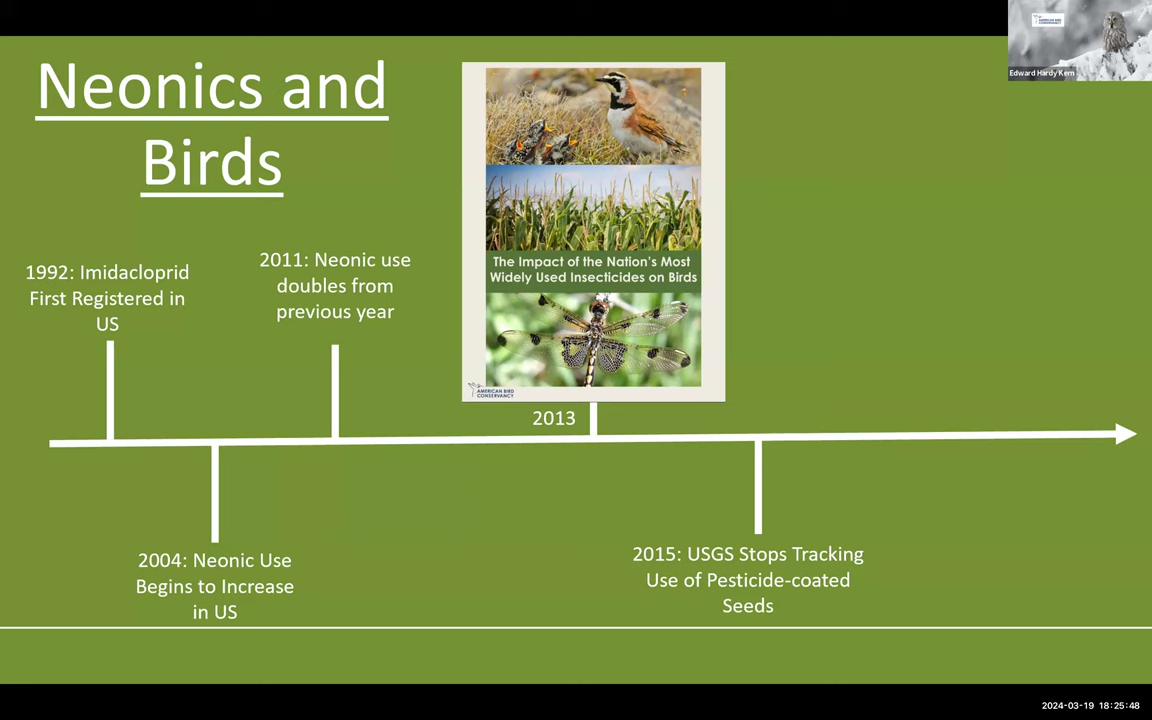 Neonics and
Birds
AMERICAN BIRD
CONSERVANCY
Edward Hardy Kern
1992: Imidacloprid
First Registered in
US
2011: Neonic use
doubles from
previous year
The Impact of the Nation's Most
Widely Used Insecticides on Birds
AMERICAN BIRD
CONSERVANCY
2013
2004: Neonic Use
Begins to Increase
in US
2015: USGS Stops Tracking
Use of Pesticide-coated
Seeds
2024-03-19 18:25:48